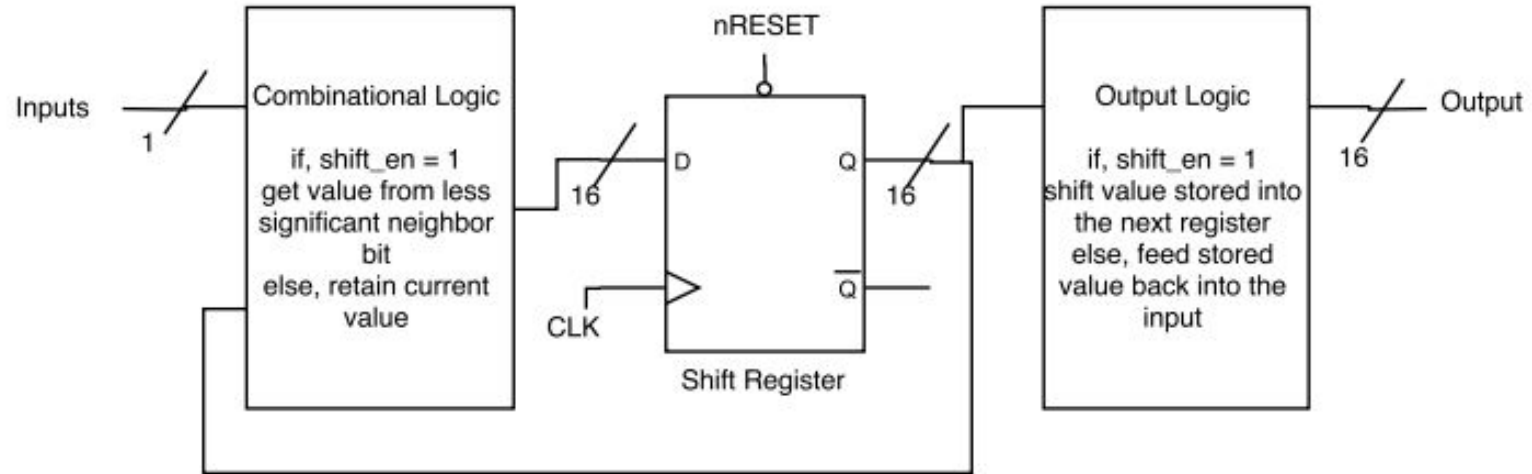 nRESET
Inputs
1
Combinational Logic
if, shift_en = 1
get value from less
significant neighbor
bit
else, retain current
value
16
D
Q
Q
CLK
Shift Register
16
Output Logic
if, shift_en = 1
shift value stored into
the next register
else, feed stored
value back into the
input
Output
16